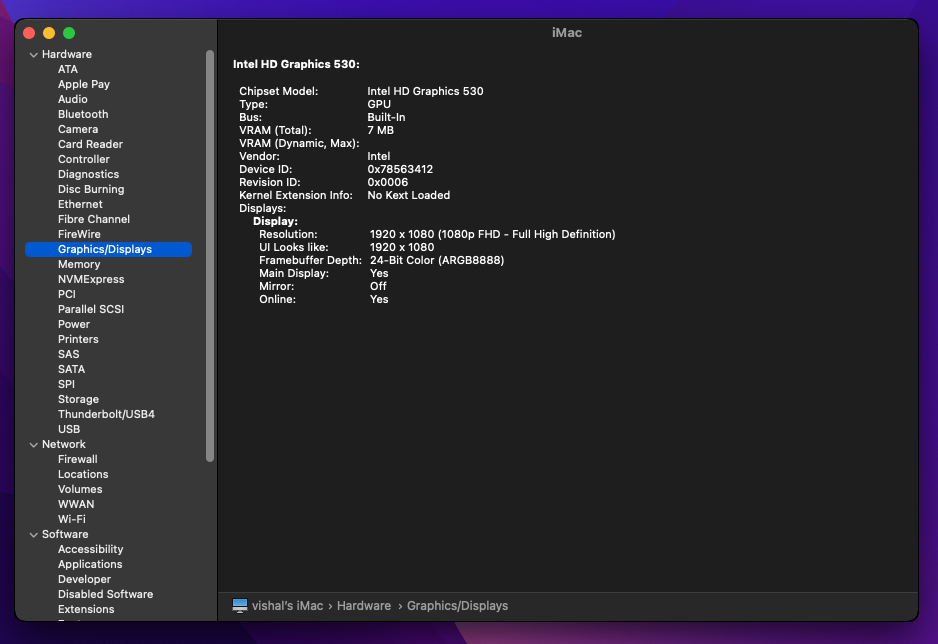 iMac
Hardware
ATA
Apple Pay
Audio
Bluetooth
Camera
Card Reader
Controller
Diagnostics
Disc Burning
Ethernet
Fibre Channel
FireWire
Graphics/Displays
Memory
NVMExpress
PCI
Parallel SCSI
Power
Printers
SAS
SATA
SPI
Storage
Thunderbolt/USB4
USB
Network
Firewall
Locations
Volumes
WWAN
Wi-Fi
Software
Accessibility
Applications
Developer
Disabled Software
Extensions
Intel HD Graphics 530:
Chipset Model: Intel HD Graphics 530
Type: GPU
Bus: Built-In
VRAM (Total): 7 MB
VRAM (Dynamic, Max):
Vendor: Intel
Device ID: 0x78563412
Revision ID: 0x0006
Kernel Extension Info: No Kext Loaded
Displays:
Display:
Resolution: 1920 x 1080 (1080p FHD - Full High Definition)
UI Looks like: 1920 x 1080
Framebuffer Depth: 24-Bit Color (ARGB8888)
Main Display: Yes
Mirror: Off
Online: Yes
vishal's iMac › Hardware › Graphics/Displays